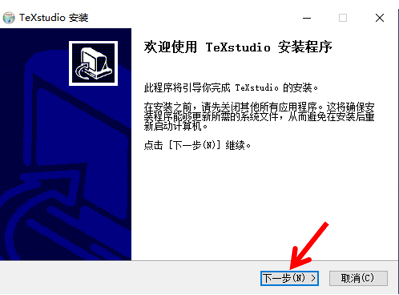 TeXstudio 安装
欢迎使用 TeXstudio 安装程序
此程序将引导你完成 TeXstudio 的安装。
在安装之前，请先关闭其他所有应用程序。这将确保安
装程序能够更新所需的系统文件，从而避免在安装后重
新启动计算机。
点击 [下一步(N)] 继续。
下一步(N) >
取消(C)